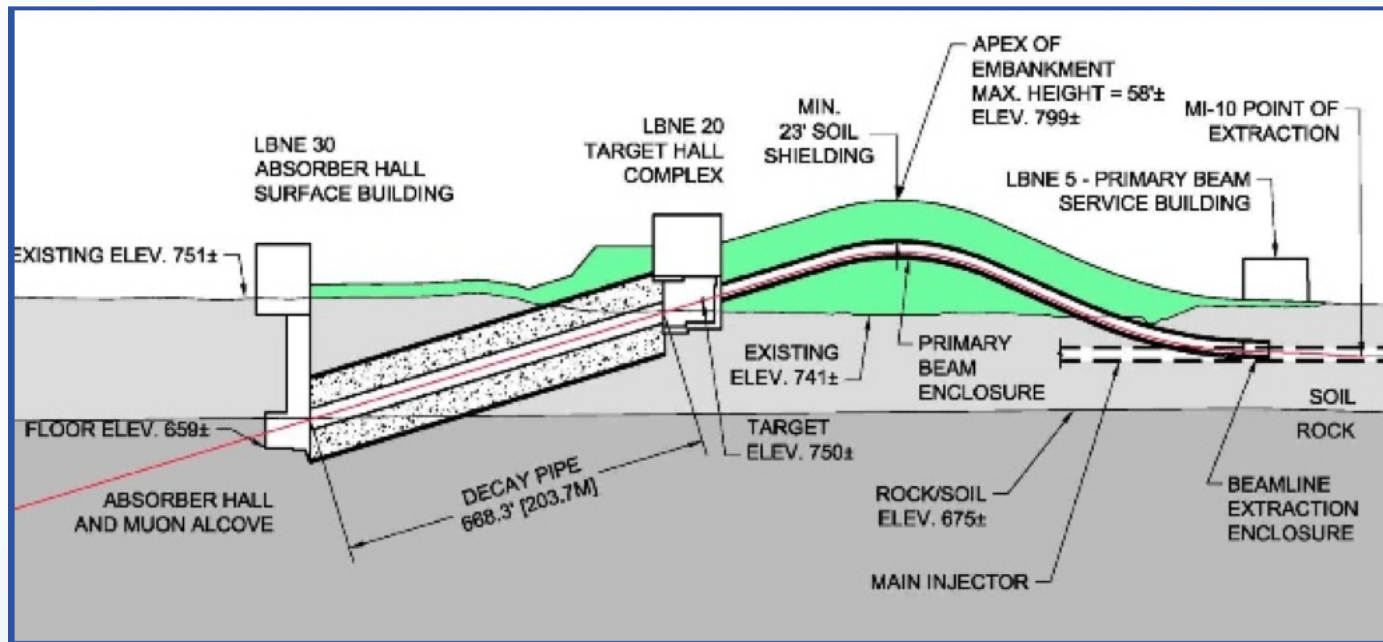 APEX OF
EMBANKMENT
MAX. HEIGHT = 58'±
ELEV. 799±
MIN.
23' SOIL
SHIELDING
MI-10 POINT OF
EXTRACTION
LBNE 20
TARGET HALL
COMPLEX
LBNE 30
ABSORBER HALL
SURFACE BUILDING
LBNE 5 - PRIMARY BEAM
SERVICE BUILDING
EXISTING ELEV. 751±
EXISTING
ELEV. 741±
PRIMARY
BEAM
ENCLOSURE
SOIL
ROCK
FLOOR ELEV. 659±
TARGET
ELEV. 750±
DECAY PIPE
668.3' [203.7M]
ABSORBER HALL
AND MUON ALCOVE
ROCK/SOIL
ELEV. 675±
BEAMLINE
EXTRACTION
ENCLOSURE
MAIN INJECTOR